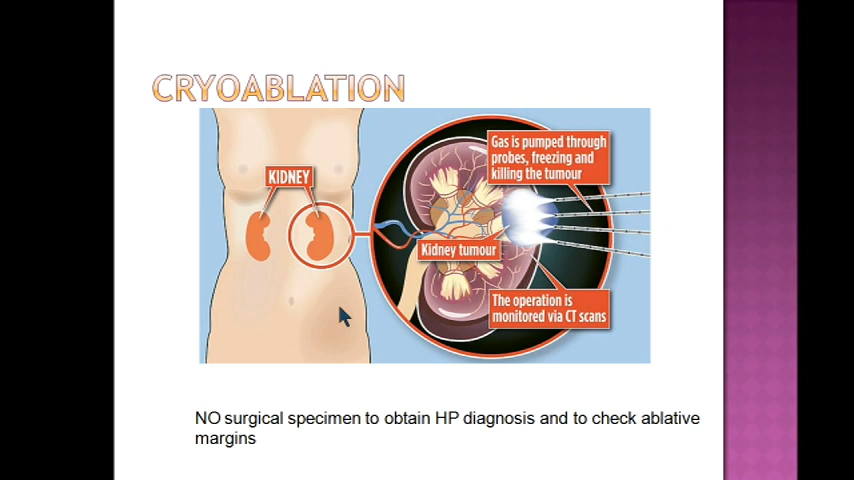 CRYOABLATION
Gas is pumped through
probes, freezing and
killing the tumour
KIDNEY
Kidney tumour
The operation is
monitored via CT scans
NO surgical specimen to obtain HP diagnosis and to check ablative
margins